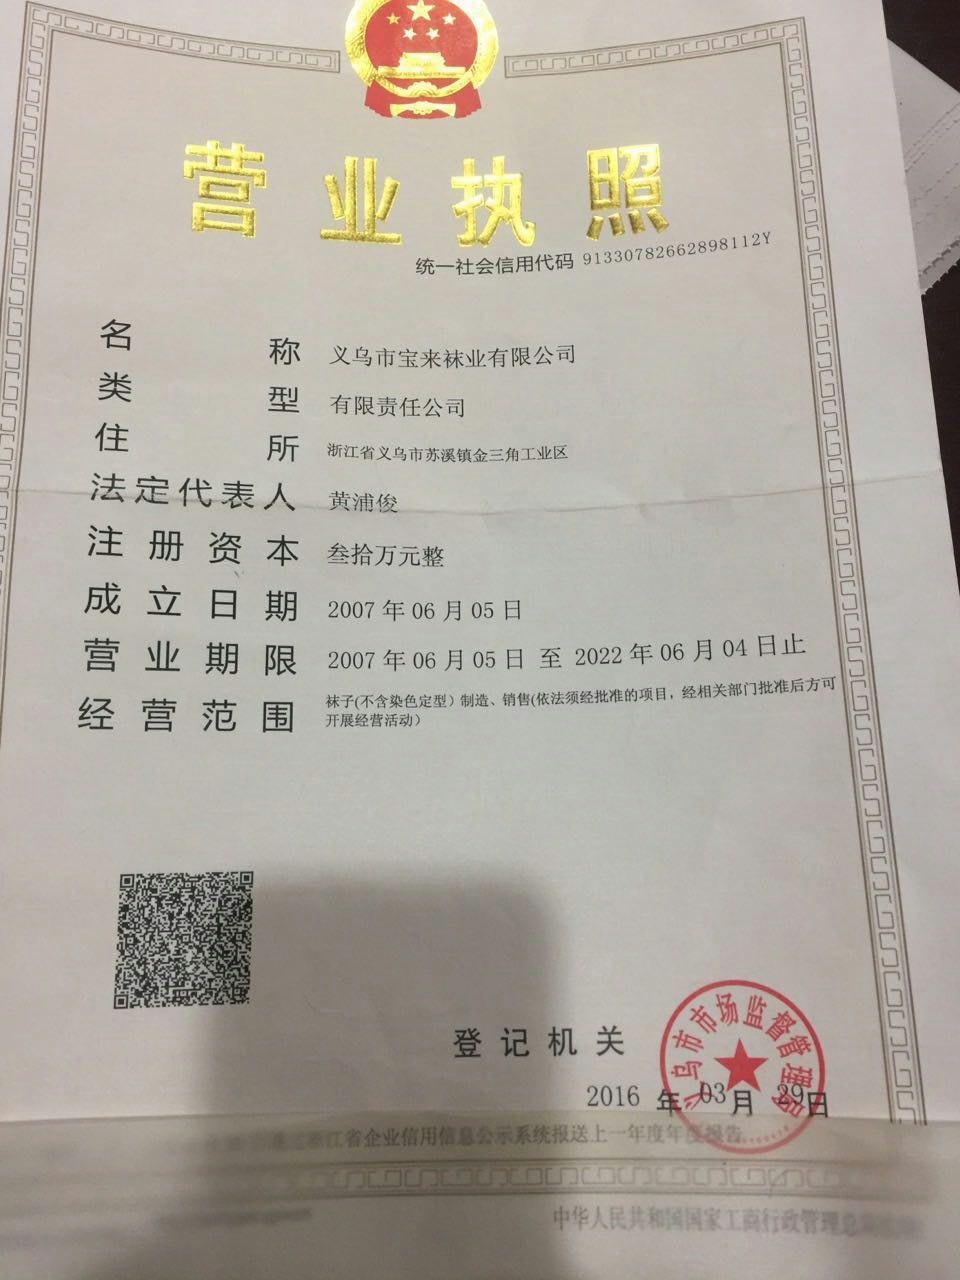 营业执照
统一社会信用代码 91330782662898112Y
名称 义乌市宝来袜业有限公司
类型 有限责任公司
住所 浙江省义乌市苏溪镇金三角工业区
法定代表人 黄浦俊
注册资本 叁拾万元整
成立日期 2007年06月05日
营业期限 2007年06月05日 至 2022年06月04日止
经营范围 袜子(不含染色定型）制造、销售(依法须经批准的项目，经相关部门批准后方可
开展经营活动）
登记机关
义乌市市场监督管理局
2016 年 03 月 29 日
江省企业信用信息公示系统报送上一年度年度报告
中华人民共和国国家工商行政管理总